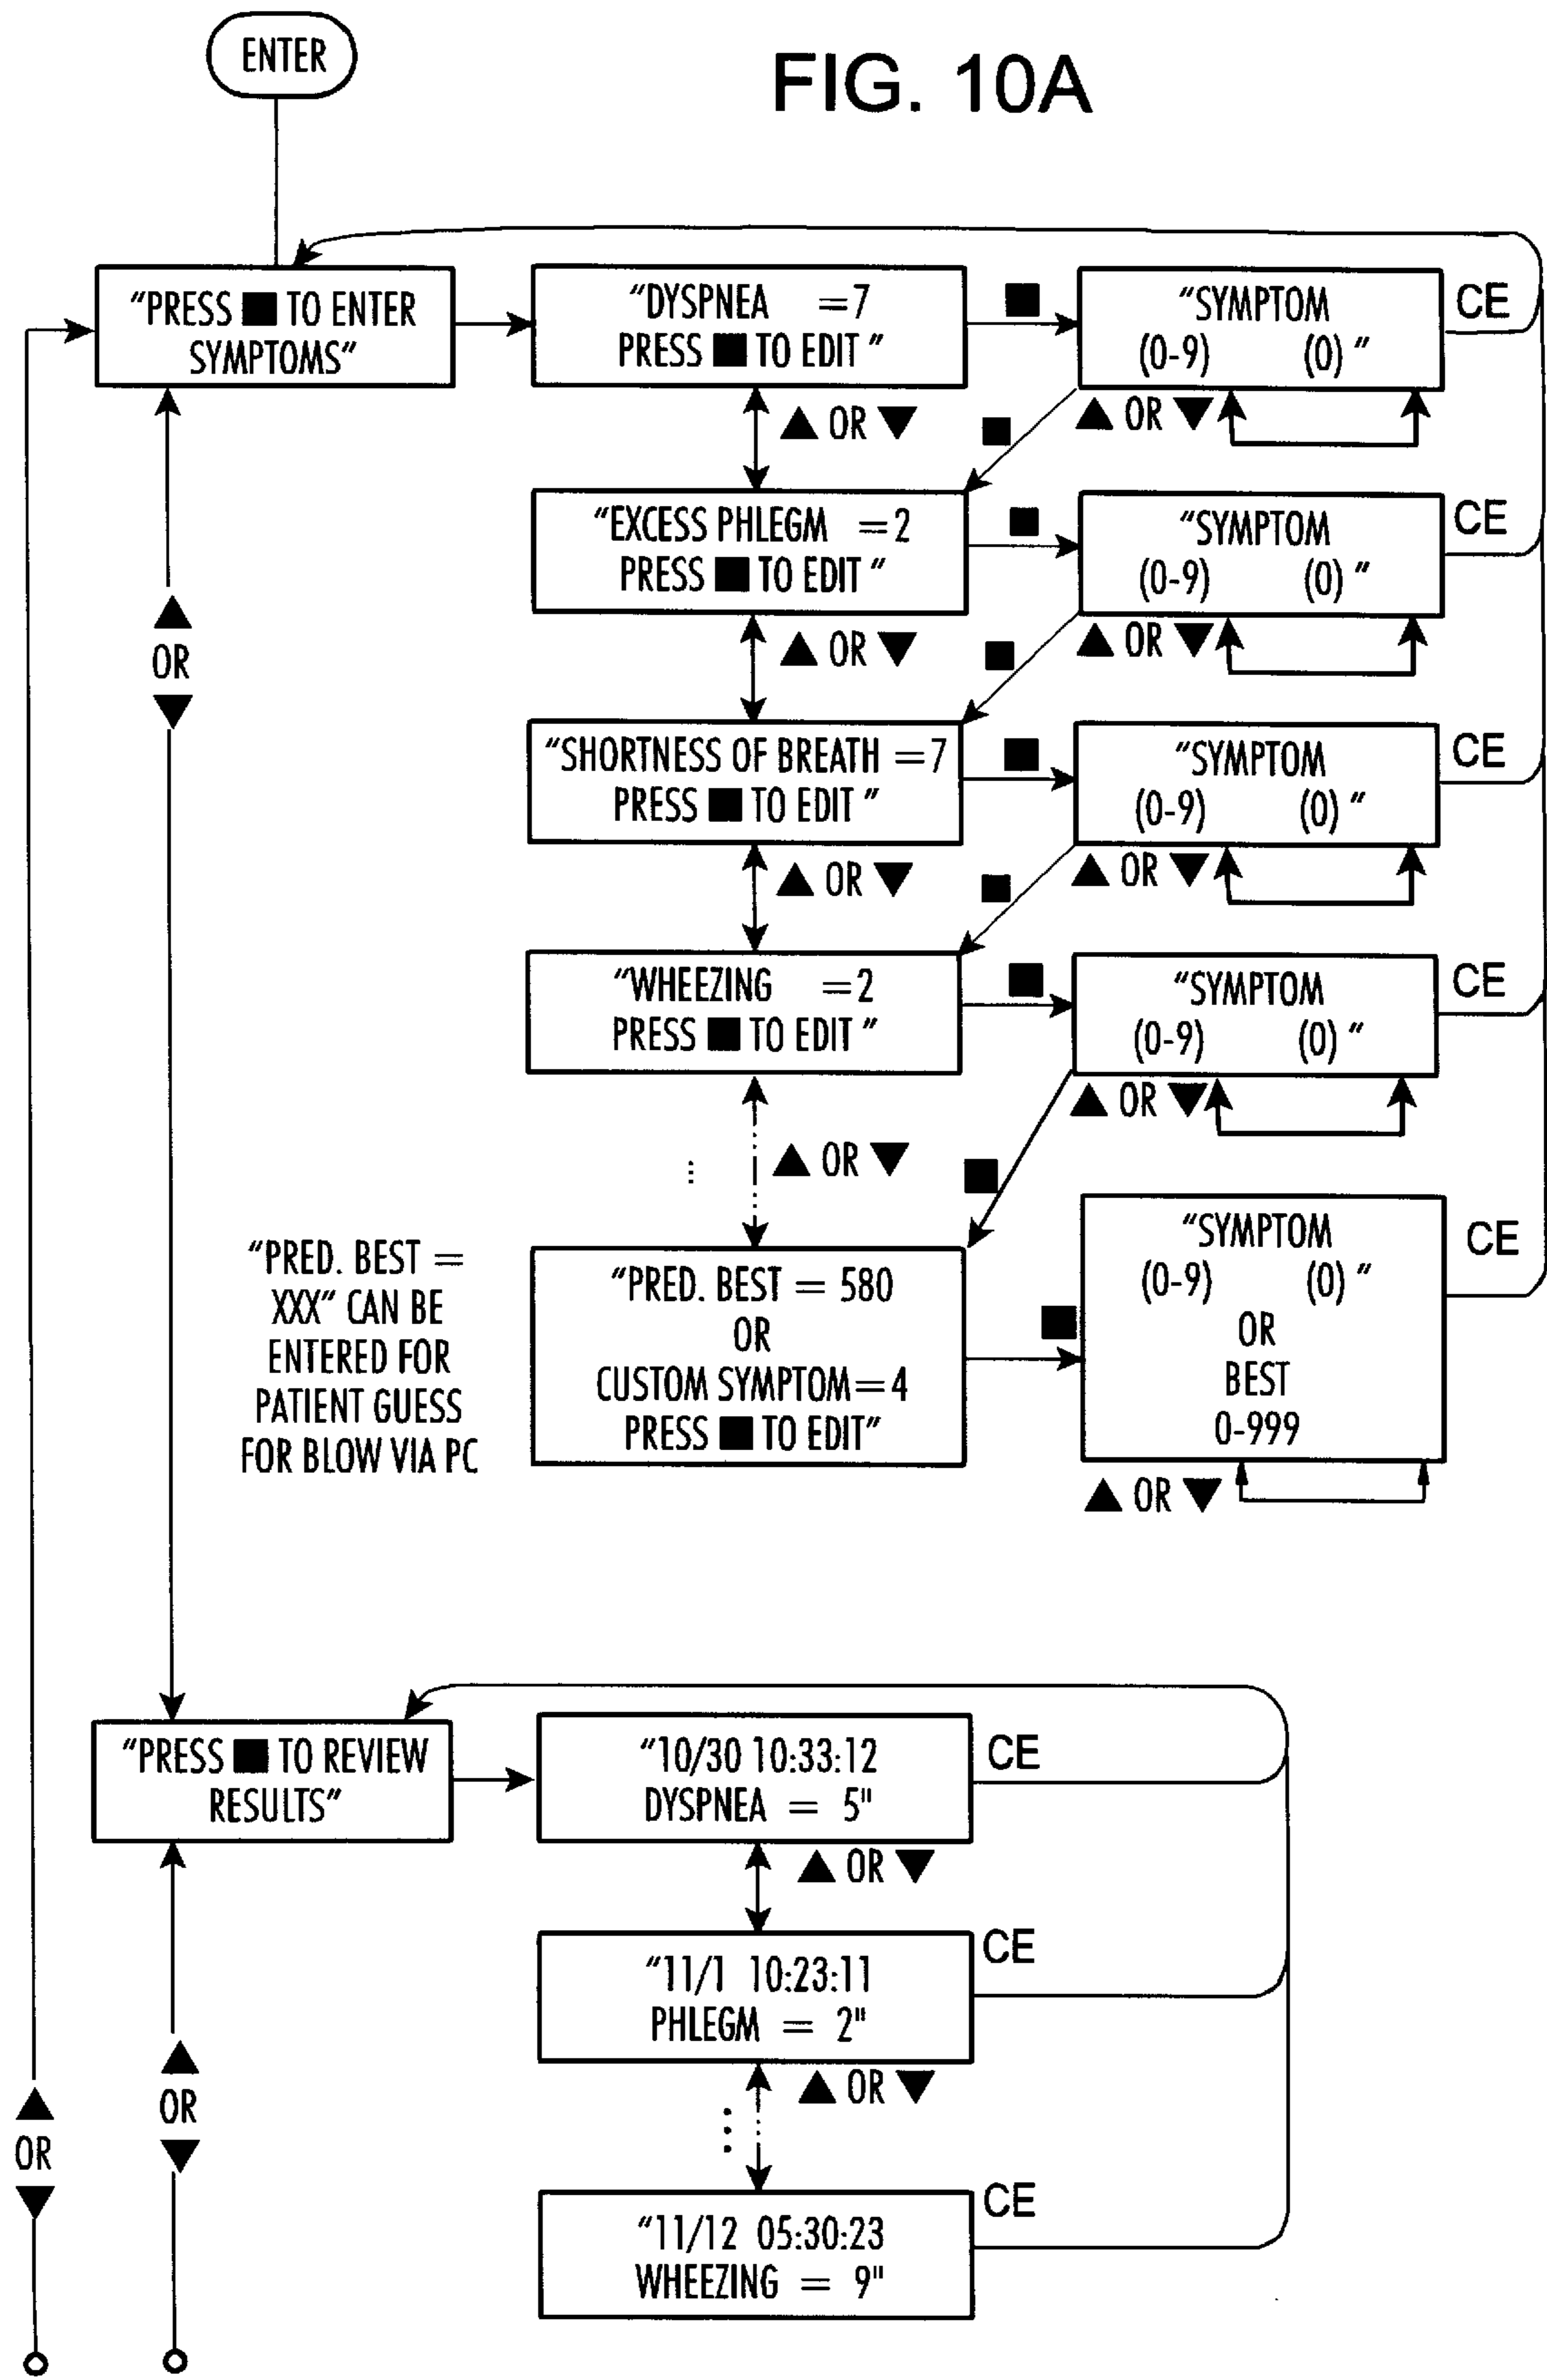 ENTER
FIG. 10A
"PRESS ■ TO ENTER
SYMPTOMS"
"DYSPNEA =7
PRESS ■ TO EDIT "
■
"SYMPTOM
(0-9) (0) "
CE
▲ OR ▼
■
▲ OR ▼
"EXCESS PHLEGM =2
PRESS ■ TO EDIT "
■
"SYMPTOM
(0-9) (0) "
CE
▲ OR ▼
■
▲ OR ▼
▲
OR
▼
"SHORTNESS OF BREATH =7
PRESS ■ TO EDIT "
■
"SYMPTOM
(0-9) (0) "
CE
▲ OR ▼
■
▲ OR ▼
"WHEEZING =2
PRESS ■ TO EDIT "
■
"SYMPTOM
(0-9) (0) "
CE
⋮
▲ OR ▼
■
▲ OR ▼
"PRED. BEST =
XXX" CAN BE
ENTERED FOR
PATIENT GUESS
FOR BLOW VIA PC
"PRED. BEST = 580
OR
CUSTOM SYMPTOM=4
PRESS ■ TO EDIT"
■
"SYMPTOM
(0-9) (0) "
OR
BEST
0-999
CE
▲ OR ▼
"PRESS ■ TO REVIEW
RESULTS"
"10/30 10:33:12
DYSPNEA = 5"
CE
▲ OR ▼
"11/1 10:23:11
PHLEGM = 2"
CE
▲ OR ▼
⋮
"11/12 05:30:23
WHEEZING = 9"
CE
▲
OR
▼
▲
OR
▼